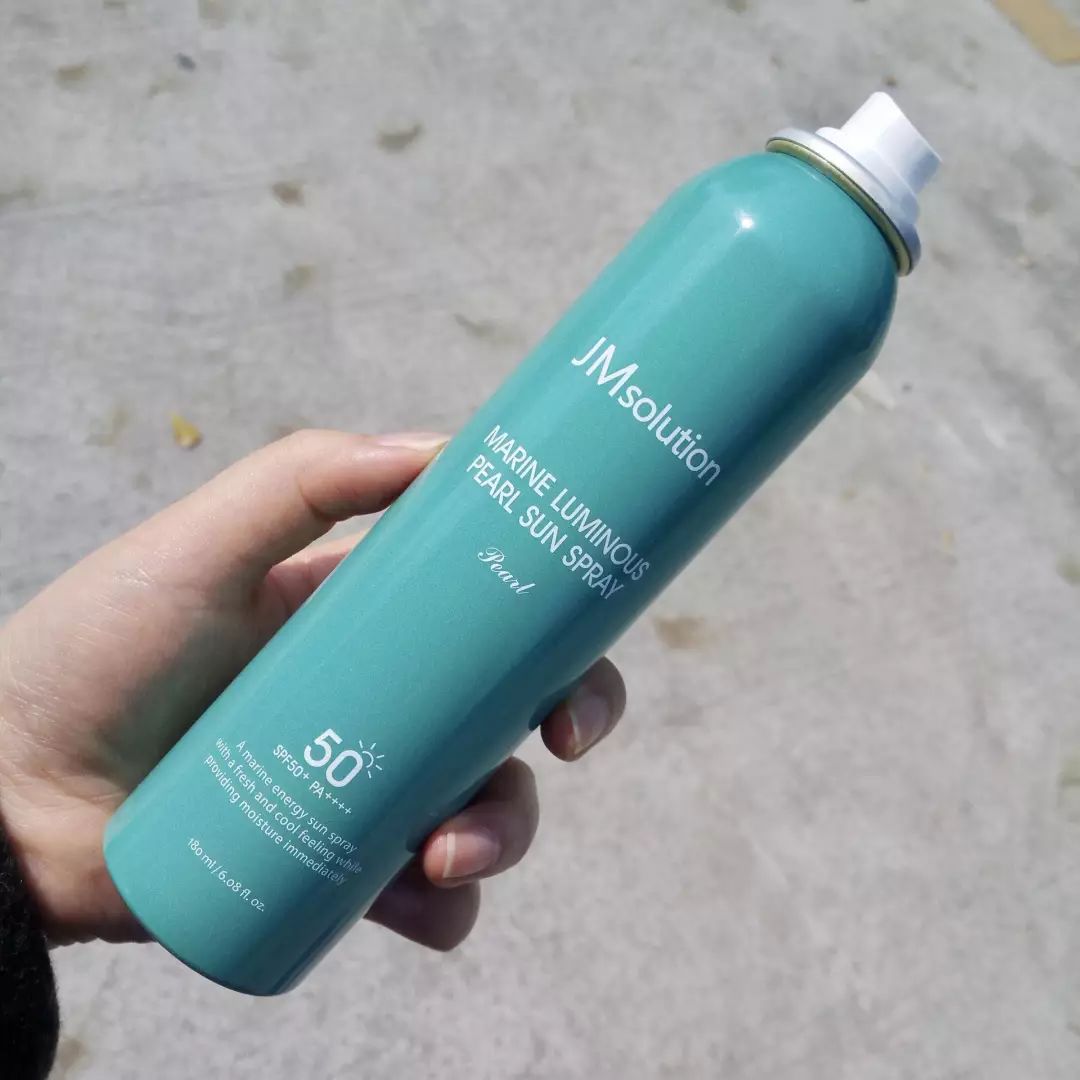 JMsolution
MARINE LUMINOUS
PEARL SUN SPRAY
Pearl
50
SPF50+ PA++++
A marine energy sun spray
with a fresh and cool feeling while
providing moisture immediately
180 ml / 6.08 fl. oz.